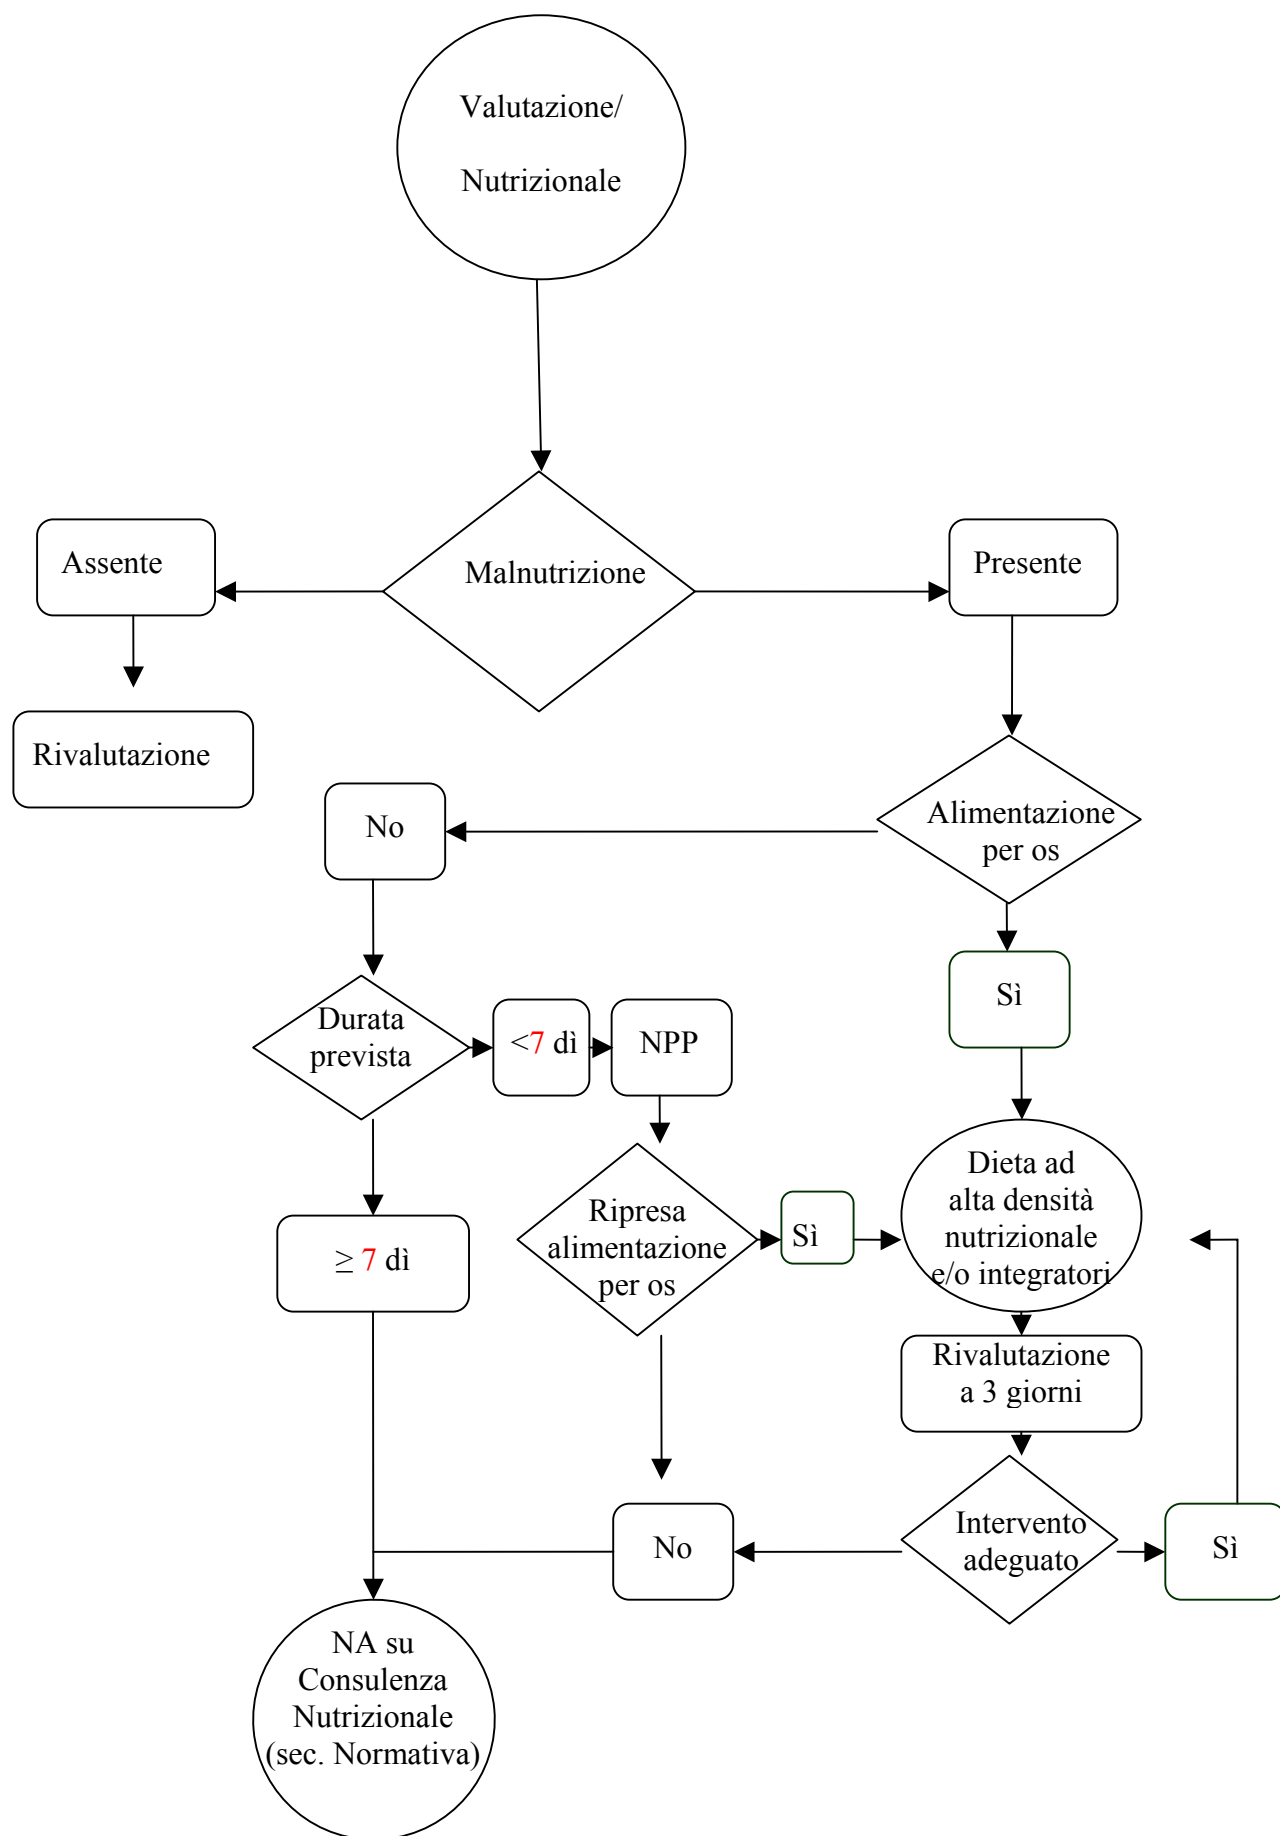 Valutazione/
Nutrizionale
Assente
Malnutrizione
Presente
Rivalutazione
No
Alimentazione
per os
Sì
Durata
prevista
<7 dì
NPP
Dieta ad
alta densità
nutrizionale
e/o integratori
≥ 7 dì
Ripresa
alimentazione
per os
Sì
Rivalutazione
a 3 giorni
No
Intervento
adeguato
Sì
NA su
Consulenza
Nutrizionale
(sec. Normativa)